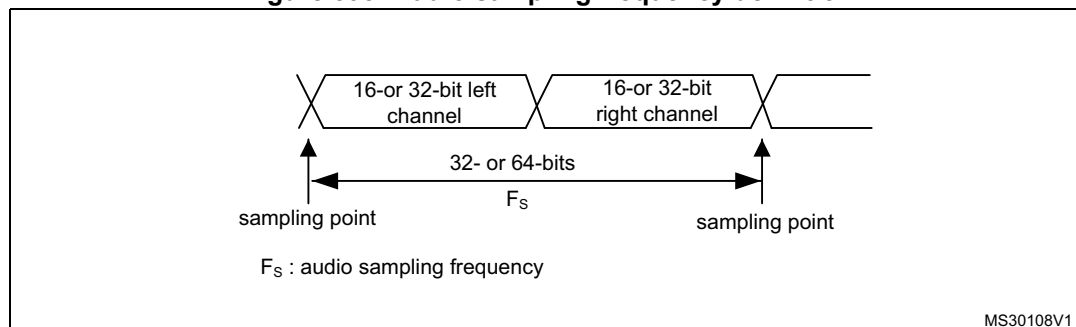 16-or 32-bit left
channel
16-or 32-bit
right channel
32- or 64-bits
FS
sampling point
sampling point
FS : audio sampling frequency
MS30108V1